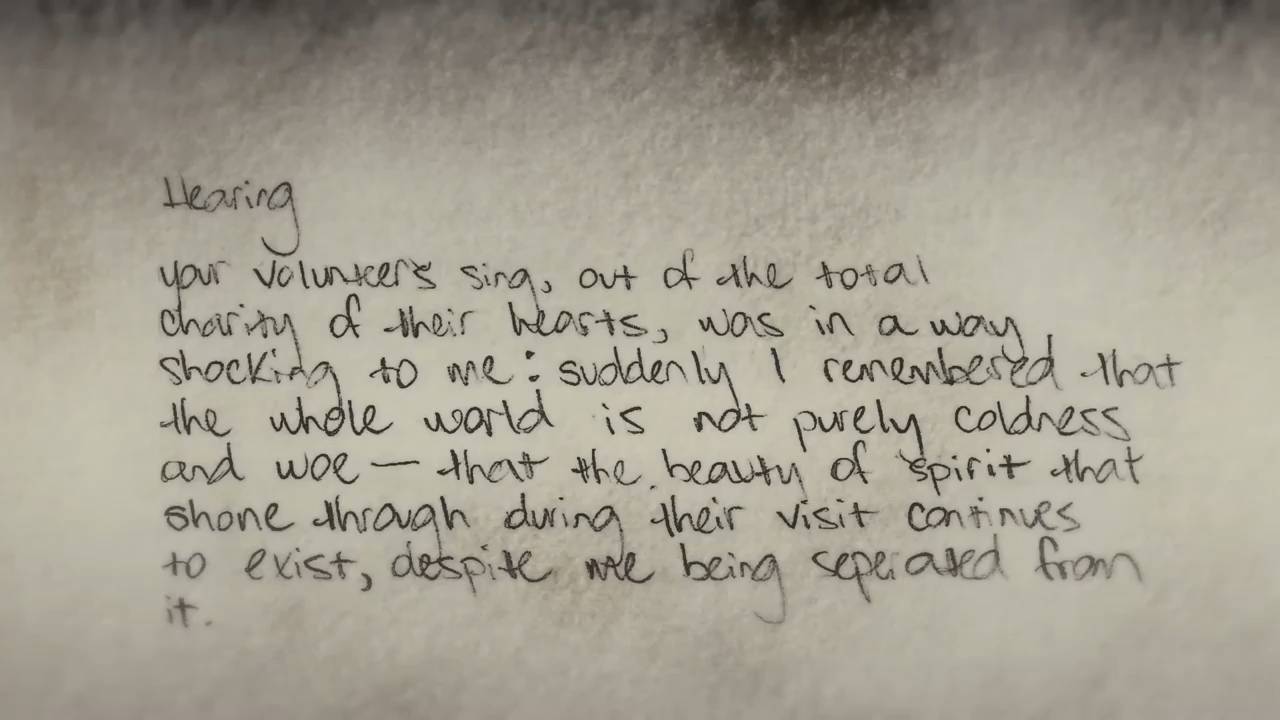 Hearing
your volunteers sing, out of the total
charity of their hearts, was in a way
shocking to me: suddenly I remembered that
the whole world is not purely coldness
and woe — that the beauty of spirit that
shone through during their visit continues
to exist, despite me being seperated from
it.